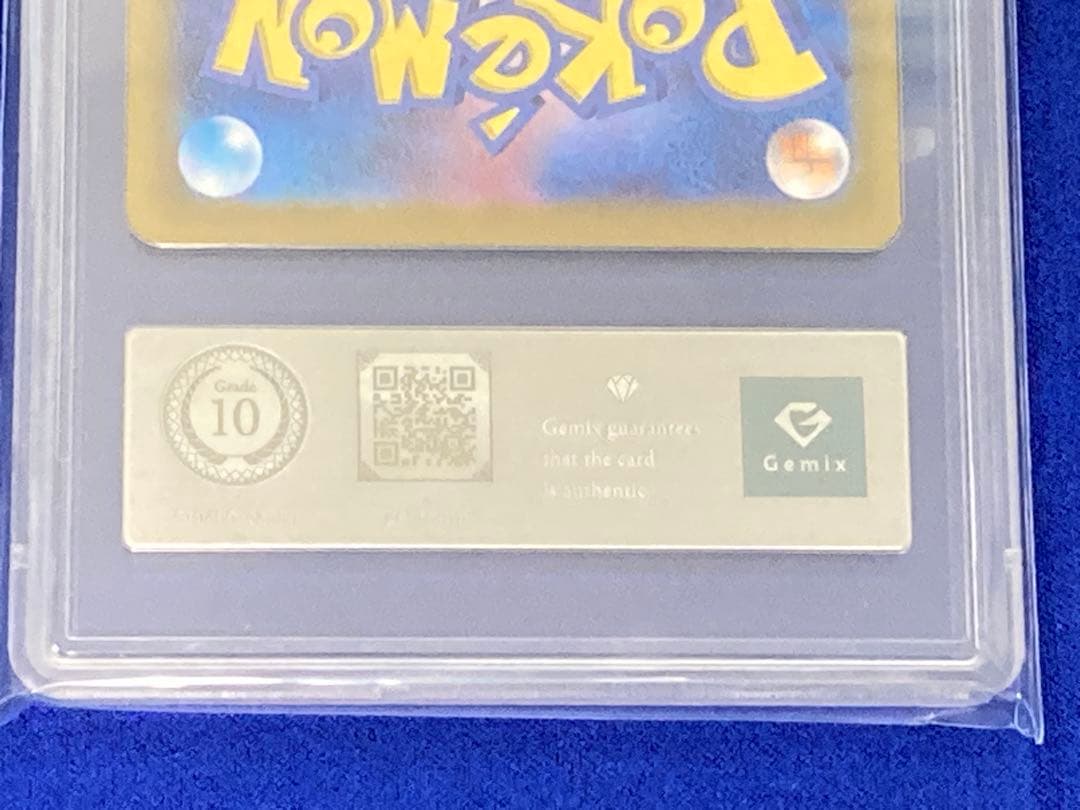 Pokémon
Grade
10
Gemix guarantees
that the card
is authentic
Gemix